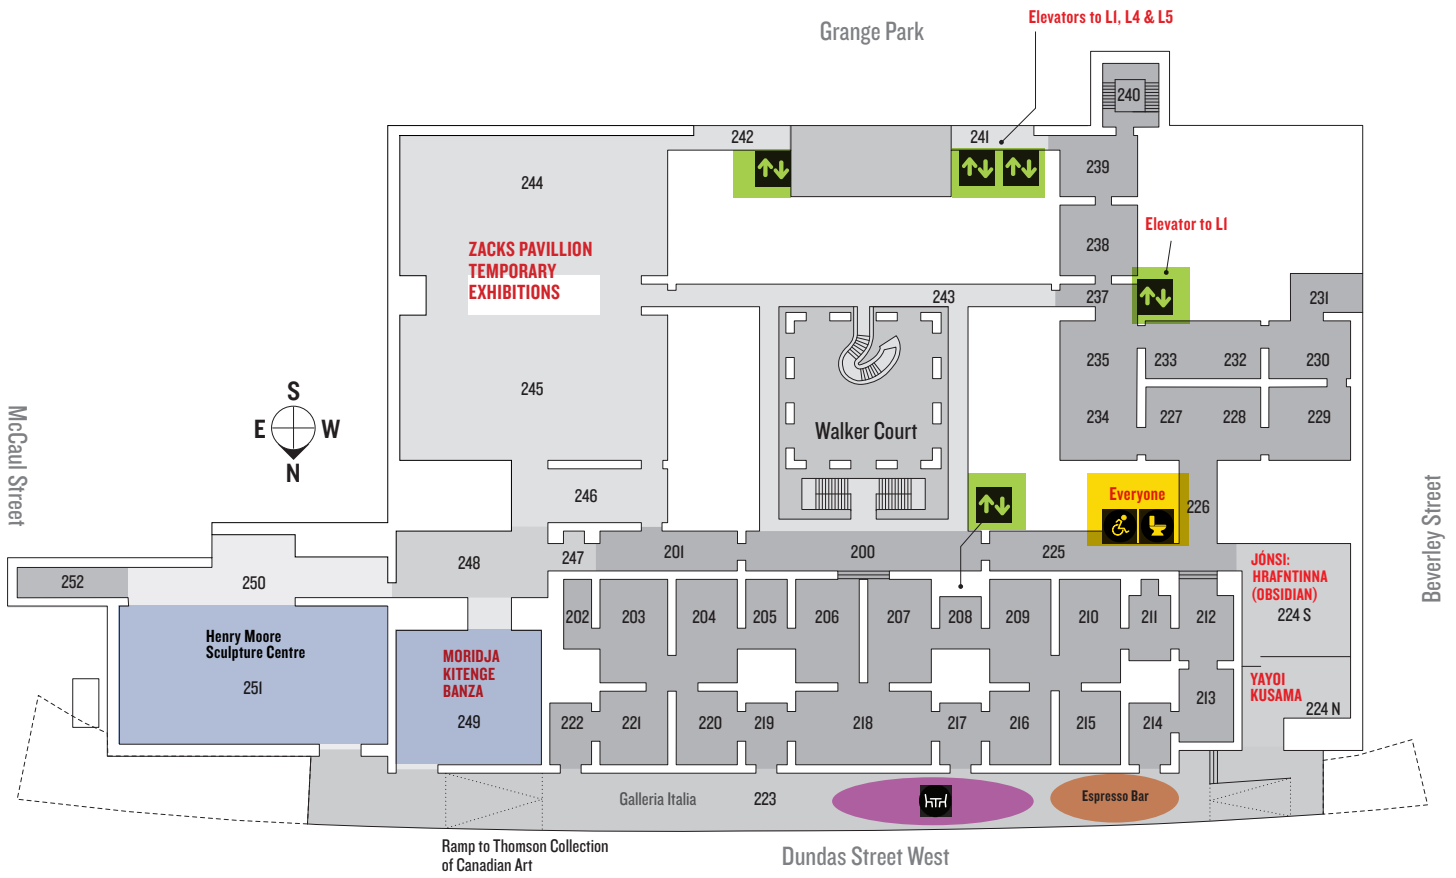 Elevators to L1, L4 & L5
Grange Park
240
242
241
239
244
238
Elevator to L1
ZACKS PAVILLION
TEMPORARY
EXHIBITIONS
243
237
231
235
233
232
230
245
234
227
228
229
S
E
W
N
McCaul Street
Walker Court
246
Everyone
226
Beverley Street
248
247
201
200
225
252
250
JÓNSI:
HRAFNTINNA
(OBSIDIAN)
224 S
202
203
204
205
206
207
208
209
210
211
212
Henry Moore
Sculpture Centre
251
MORIDJA
KITENGE
BANZA
249
YAYOI
KUSAMA
224 N
213
222
221
220
219
218
217
216
215
214
Galleria Italia
223
Espresso Bar
Ramp to Thomson Collection
of Canadian Art
Dundas Street West